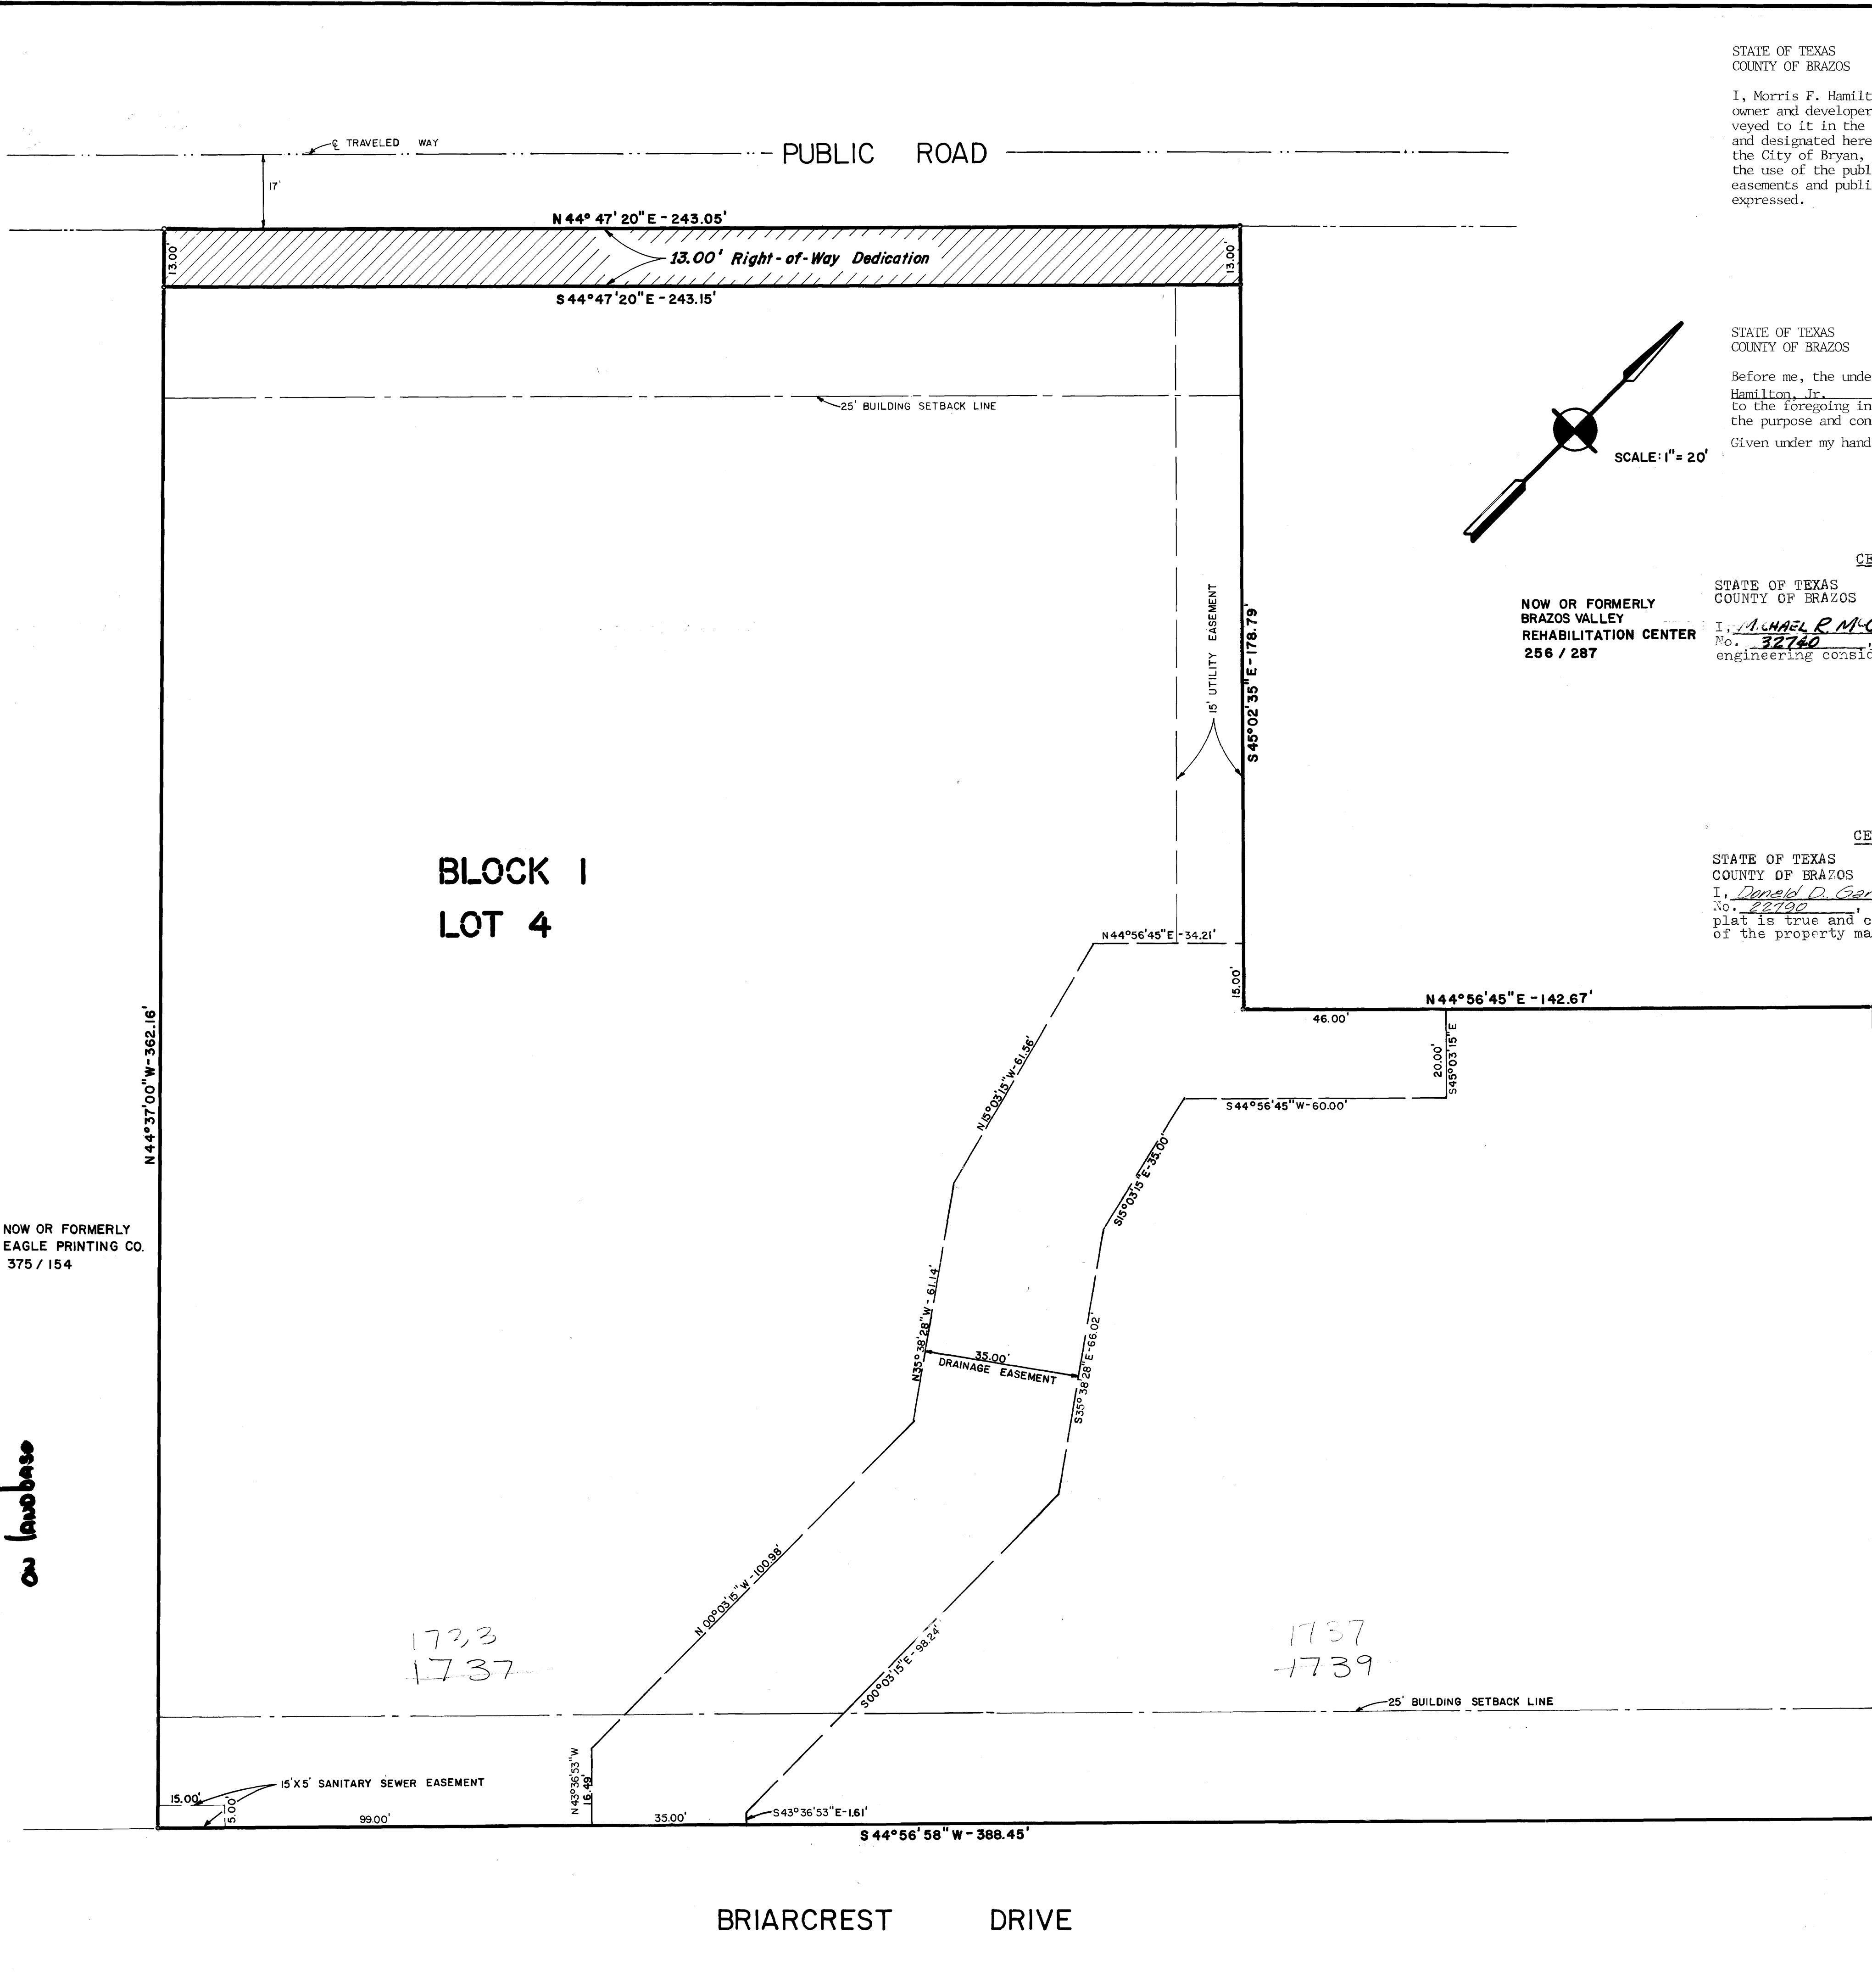 STATE OF TEXAS
COUNTY OF BRAZOS
I, Morris F. Hamilt
owner and developer
veyed to it in the
and designated here
the City of Bryan,
the use of the publ
easements and publi
expressed.
℄ TRAVELED WAY
PUBLIC ROAD
17'
N 44° 47' 20" E - 243.05'
13.00'
13.00' Right-of-Way Dedication
13.00'
S 44° 47' 20" E - 243.15'
25' BUILDING SETBACK LINE
STATE OF TEXAS
COUNTY OF BRAZOS
Before me, the unde
Hamilton, Jr.
to the foregoing in
the purpose and con
Given under my hand
SCALE: 1" = 20'
15' UTILITY EASEMENT
S 45° 02' 35" E - 178.79'
NOW OR FORMERLY
BRAZOS VALLEY
REHABILITATION CENTER
256 / 287
CE
STATE OF TEXAS
COUNTY OF BRAZOS
I, MICHAEL R. McC
No. 32740,
engineering consid
BLOCK 1
LOT 4
CE
STATE OF TEXAS
COUNTY OF BRAZOS
I, Donald D. Gar
No. 22790,
plat is true and c
of the property ma
N 44° 56' 45" E - 34.21'
15.00'
N 44° 56' 45" E - 142.67'
46.00'
20.00'
S 45° 03' 15" E
S 44° 56' 45" W - 60.00'
N 44° 37' 00" W - 362.16'
N 15° 03' 15" W - 61.56'
S 15° 03' 15" E - 35.00'
NOW OR FORMERLY
EAGLE PRINTING CO.
375 / 154
N 35° 38' 28" W - 61.14'
35.00'
DRAINAGE EASEMENT
S 35° 38' 28" E - 66.02'
on landbase
N 00° 03' 15" W - 100.98'
S 00° 03' 15" E - 98.24'
1733
1737
1737
1739
25' BUILDING SETBACK LINE
15' X 5' SANITARY SEWER EASEMENT
15.00'
5.00'
99.00'
N 43° 36' 53" W
16.49'
35.00'
S 43° 36' 53" E - 1.61'
S 44° 56' 58" W - 388.45'
BRIARCREST DRIVE